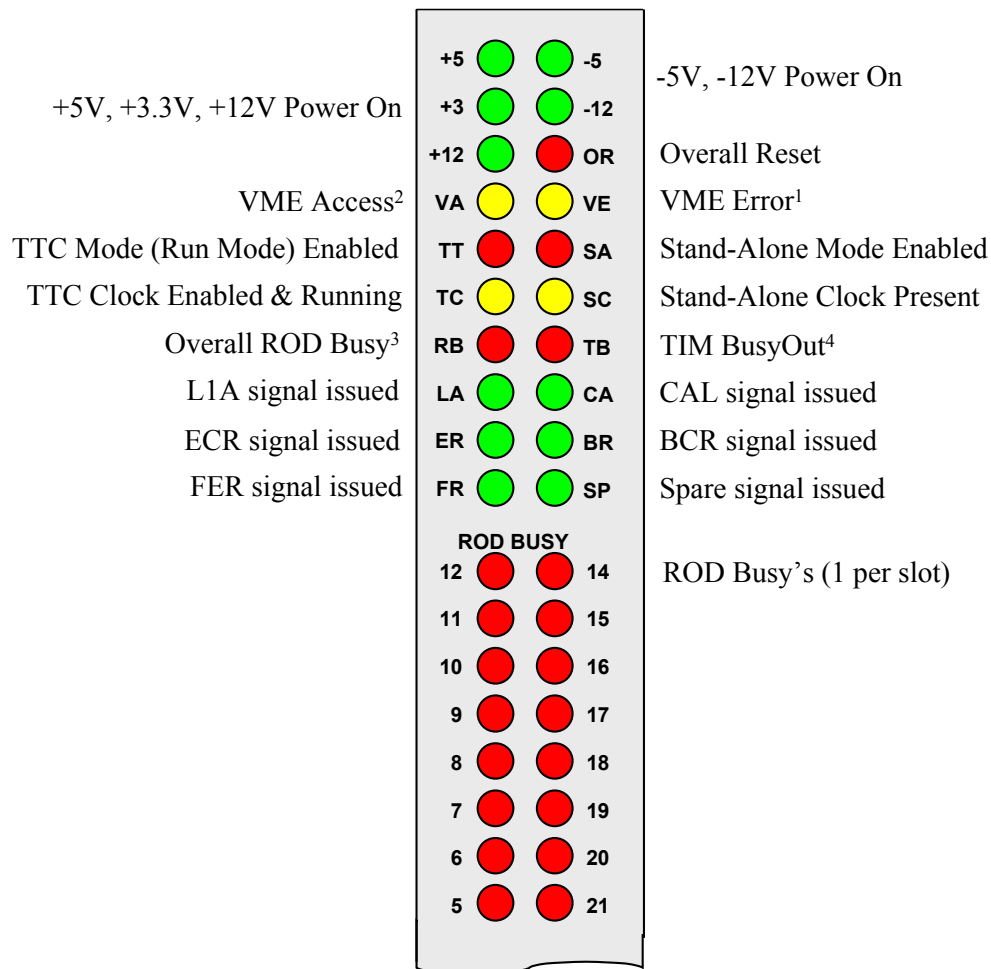 +5 -5
-5V, -12V Power On
+5V, +3.3V, +12V Power On
+3 -12
+12 OR Overall Reset
VME Access² VA VE VME Error¹
TTC Mode (Run Mode) Enabled TT SA Stand-Alone Mode Enabled
TTC Clock Enabled & Running TC SC Stand-Alone Clock Present
Overall ROD Busy³ RB TB TIM BusyOut⁴
L1A signal issued LA CA CAL signal issued
ECR signal issued ER BR BCR signal issued
FER signal issued FR SP Spare signal issued
ROD BUSY
12 14 ROD Busy’s (1 per slot)
11 15
10 16
9 17
8 18
7 19
6 20
5 21